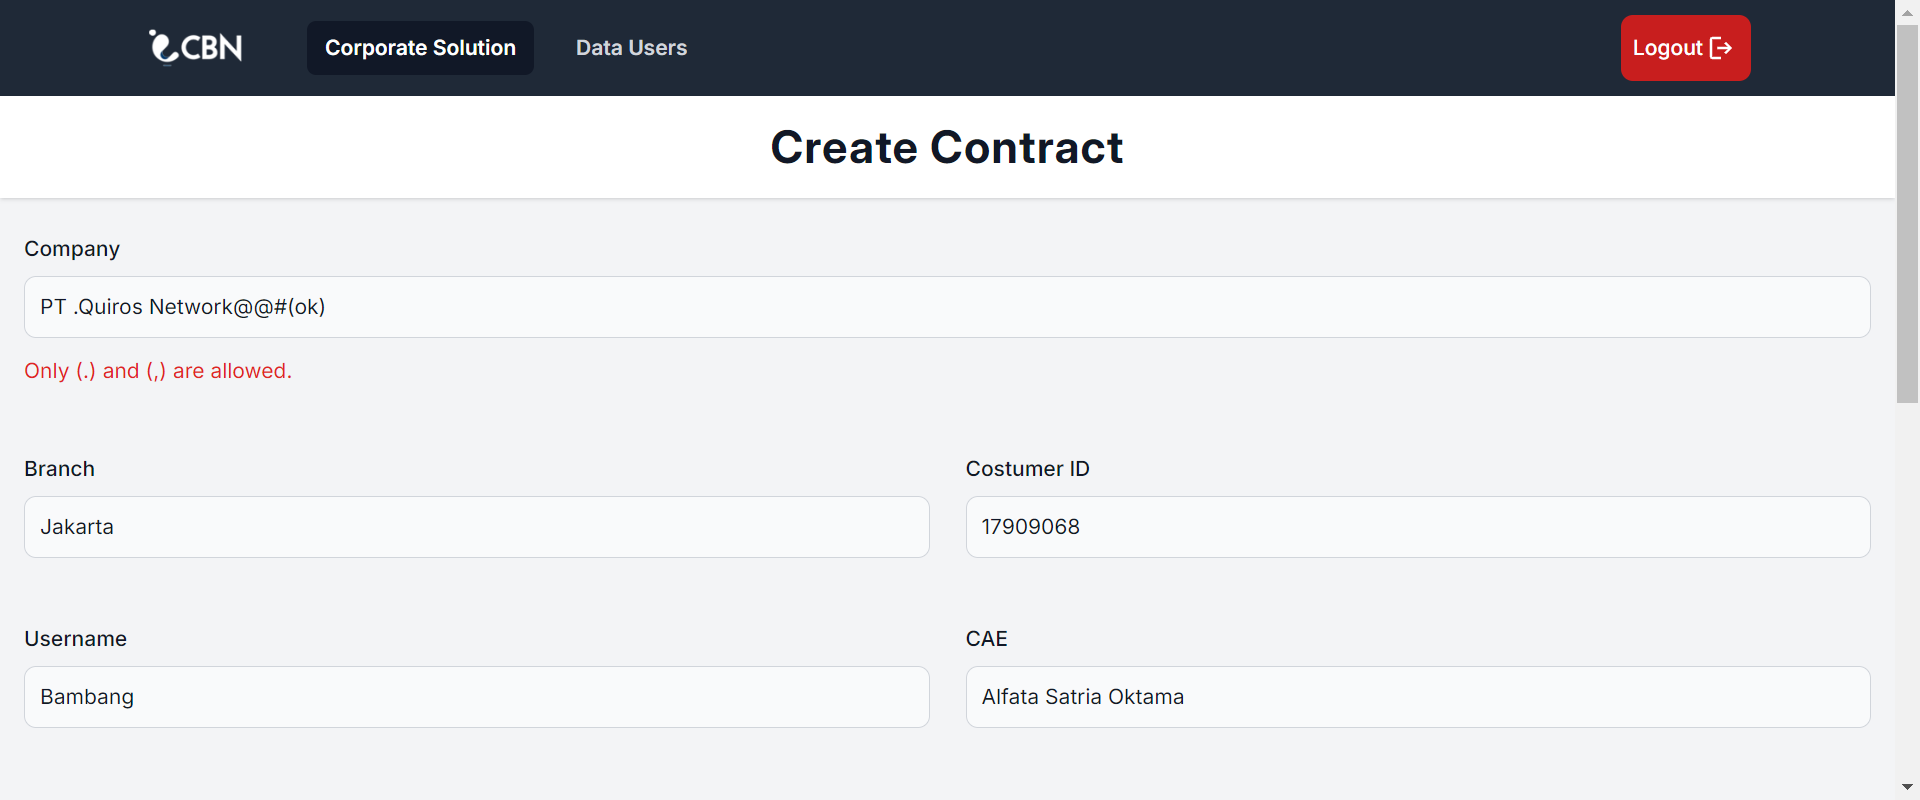 CBN
Corporate Solution
Data Users
Logout
Create Contract
Company
PT .Quiros Network@@#(ok)
Only (.) and (,) are allowed.
Branch
Costumer ID
Jakarta
17909068
Username
CAE
Bambang
Alfata Satria Oktama